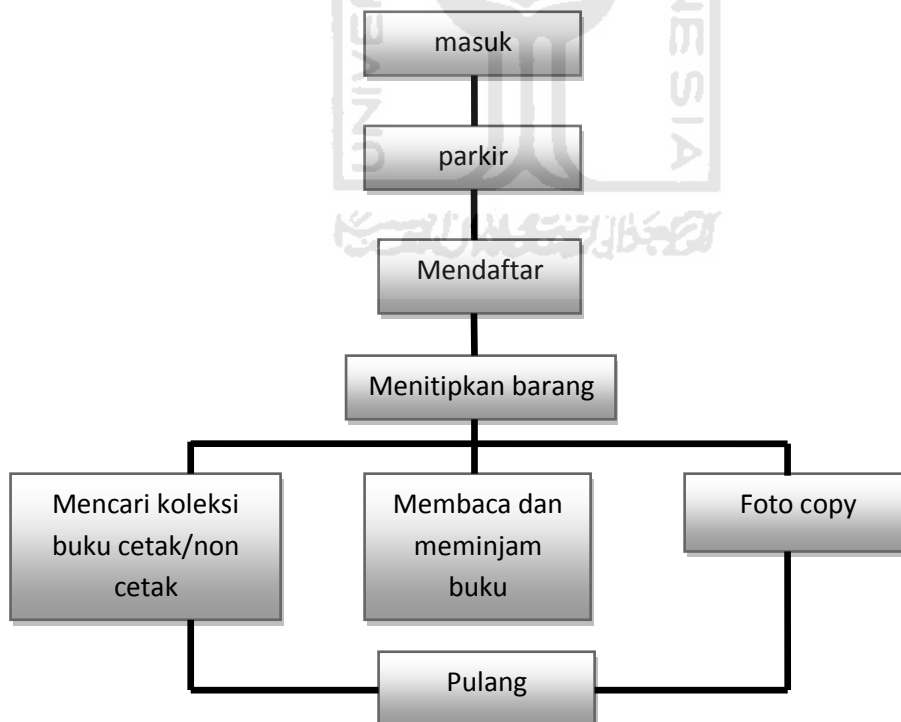 masuk
parkir
Mendaftar
Menitipkan barang
Mencari koleksi
buku cetak/non
cetak
Membaca dan
meminjam
buku
Foto copy
Pulang